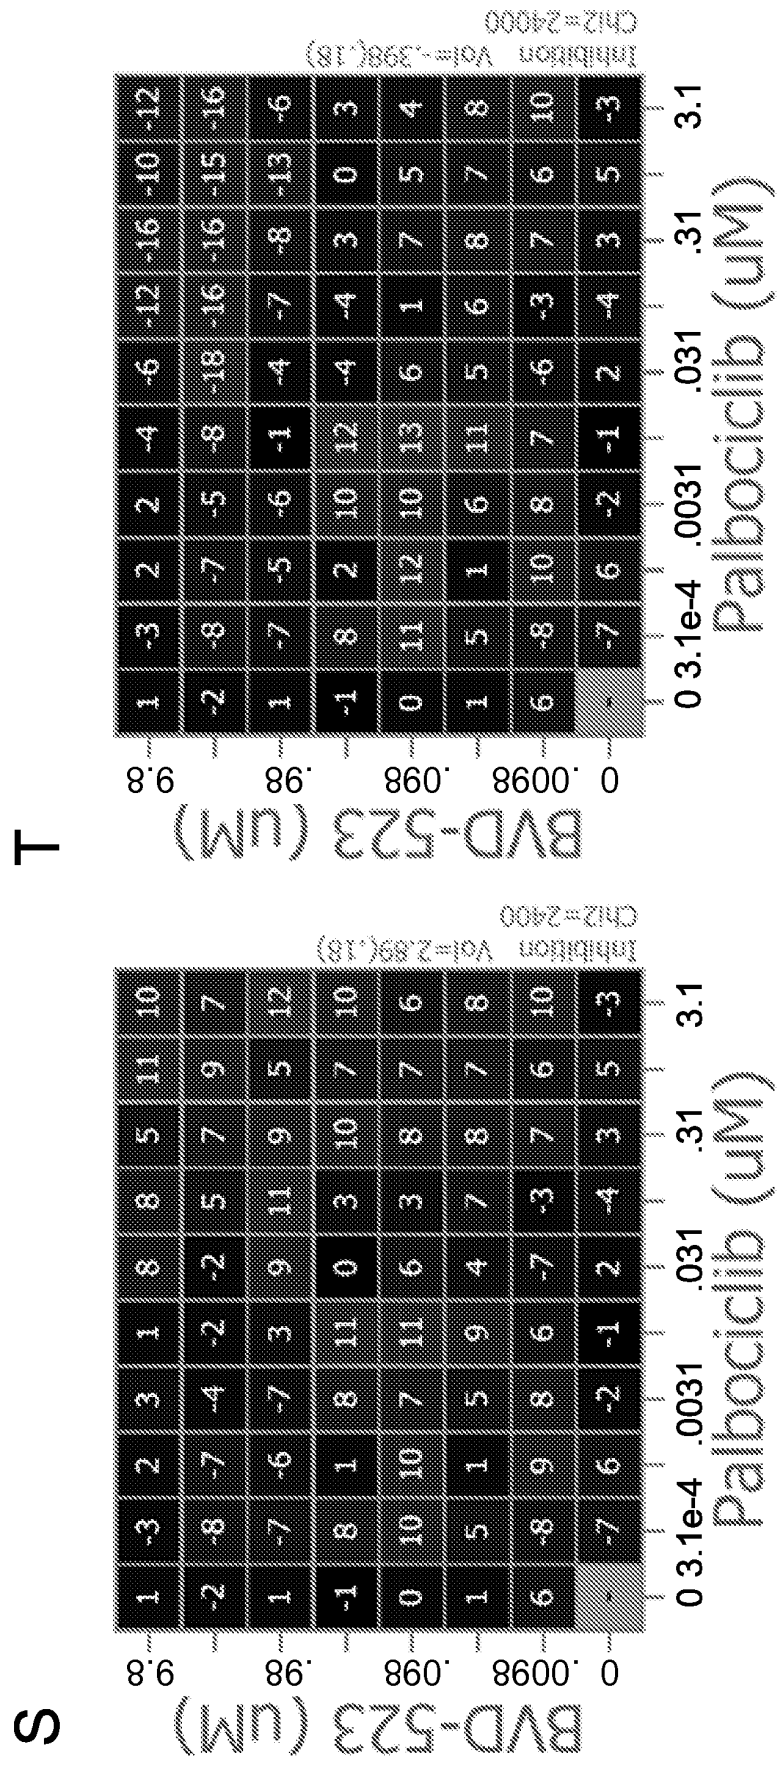 S
BVD-523 (uM)
9.8 1 -3 2 3 1 8 8 5 11 10
-2 -8 -7 -4 -2 -2 5 7 9 7
.98 1 -7 -6 -7 3 9 11 9 5 12
-1 8 1 8 11 0 3 10 7 10
.098 0 10 10 7 11 6 3 8 7 6
1 5 1 5 9 4 7 8 7 8
.0098 6 -8 9 8 6 -7 -3 7 6 10
0 - -7 6 -2 -1 2 -4 3 5 -3
0 3.1e-4 .0031 .031 .31 3.1
Palbociclib (uM)
Inhibition Vol=2.89(.18)
Chi2=2400
T
BVD-523 (uM)
9.8 1 -3 2 2 -4 -6 -12 -16 -10 -12
-2 -8 -7 -5 -8 -18 -16 -16 -15 -16
.98 1 -7 -5 -6 -1 -4 -7 -8 -13 -6
-1 8 2 10 12 -4 -4 3 0 3
.098 0 11 12 10 13 6 1 7 5 4
1 5 1 6 11 5 6 8 7 8
.0098 6 -8 10 8 7 -6 -3 7 6 10
0 - -7 6 -2 -1 2 -4 3 5 -3
0 3.1e-4 .0031 .031 .31 3.1
Palbociclib (uM)
Inhibition Vol=-.398(.18)
Chi2=24000